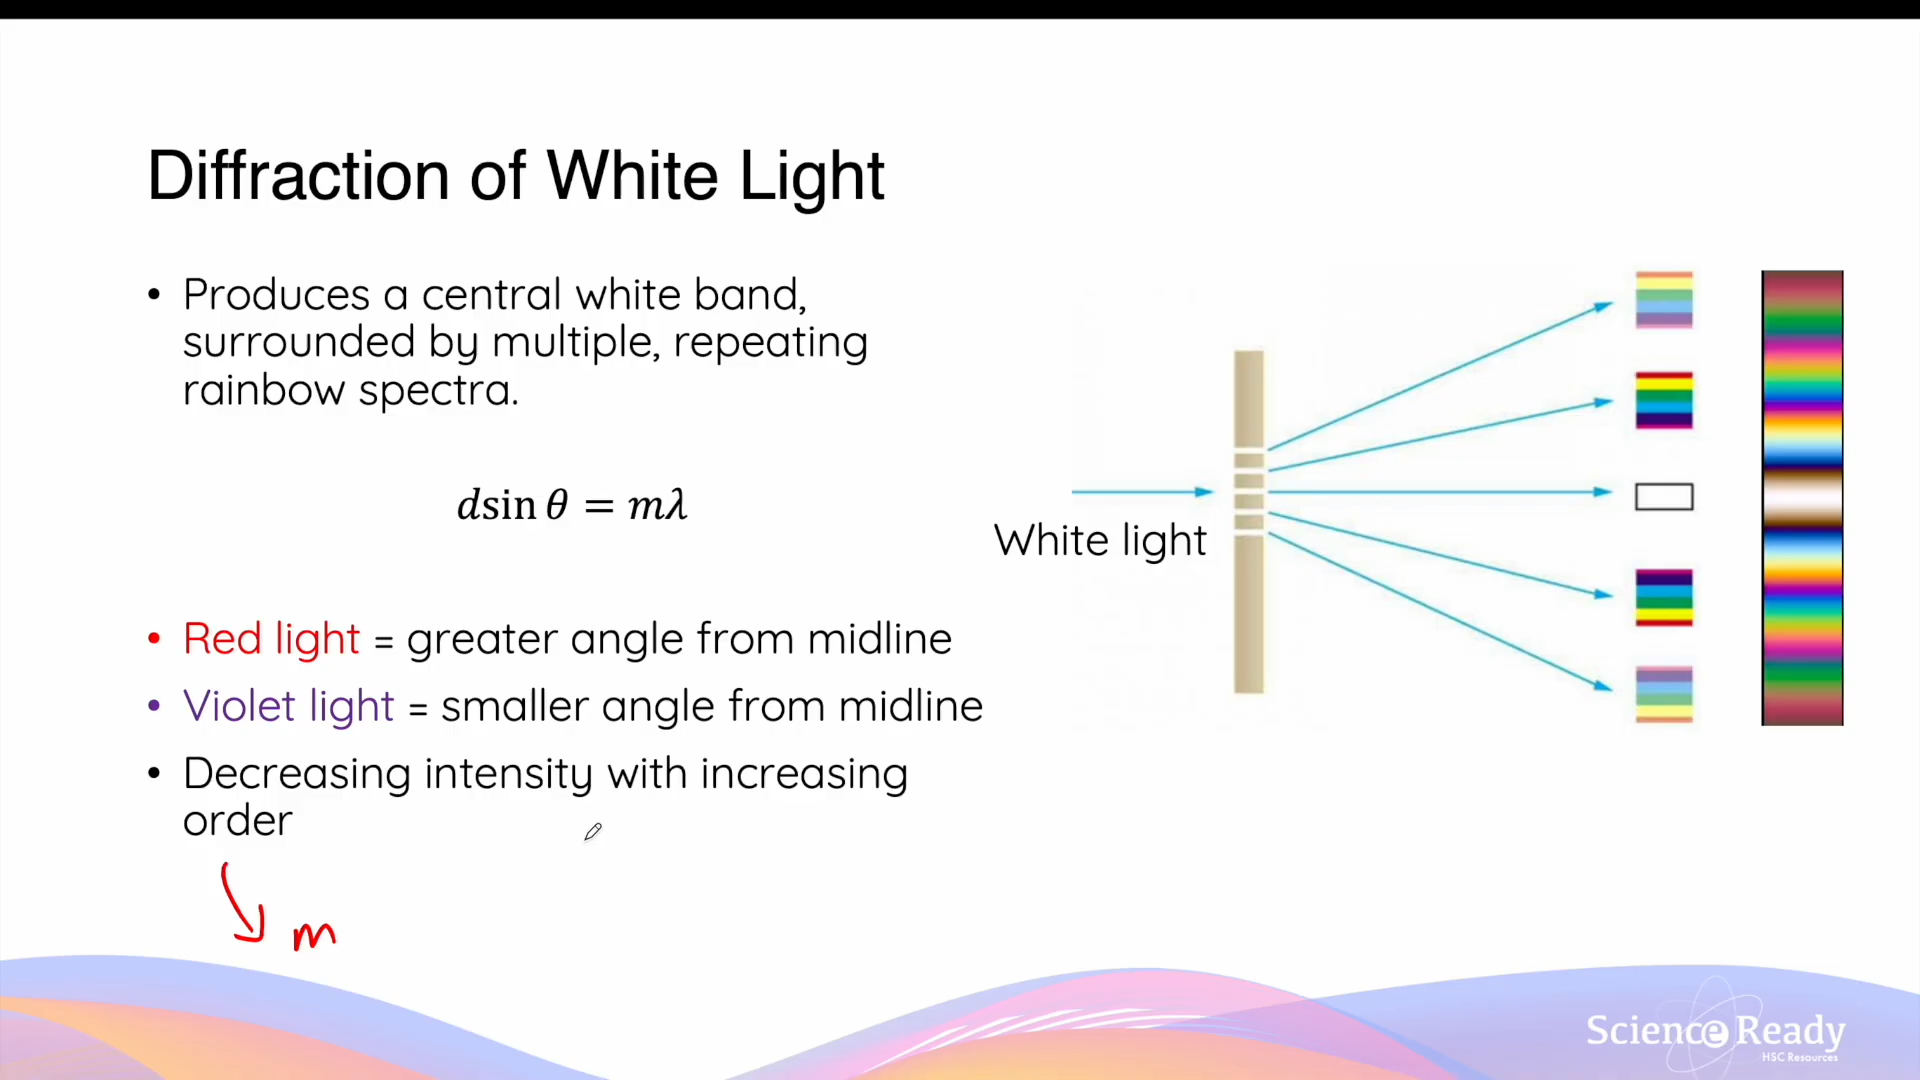 Diffraction of White Light
• Produces a central white band,
surrounded by multiple, repeating
rainbow spectra.
dsin θ = mλ
White light
• Red light = greater angle from midline
• Violet light = smaller angle from midline
• Decreasing intensity with increasing
order
m
Science Ready
HSC Resources